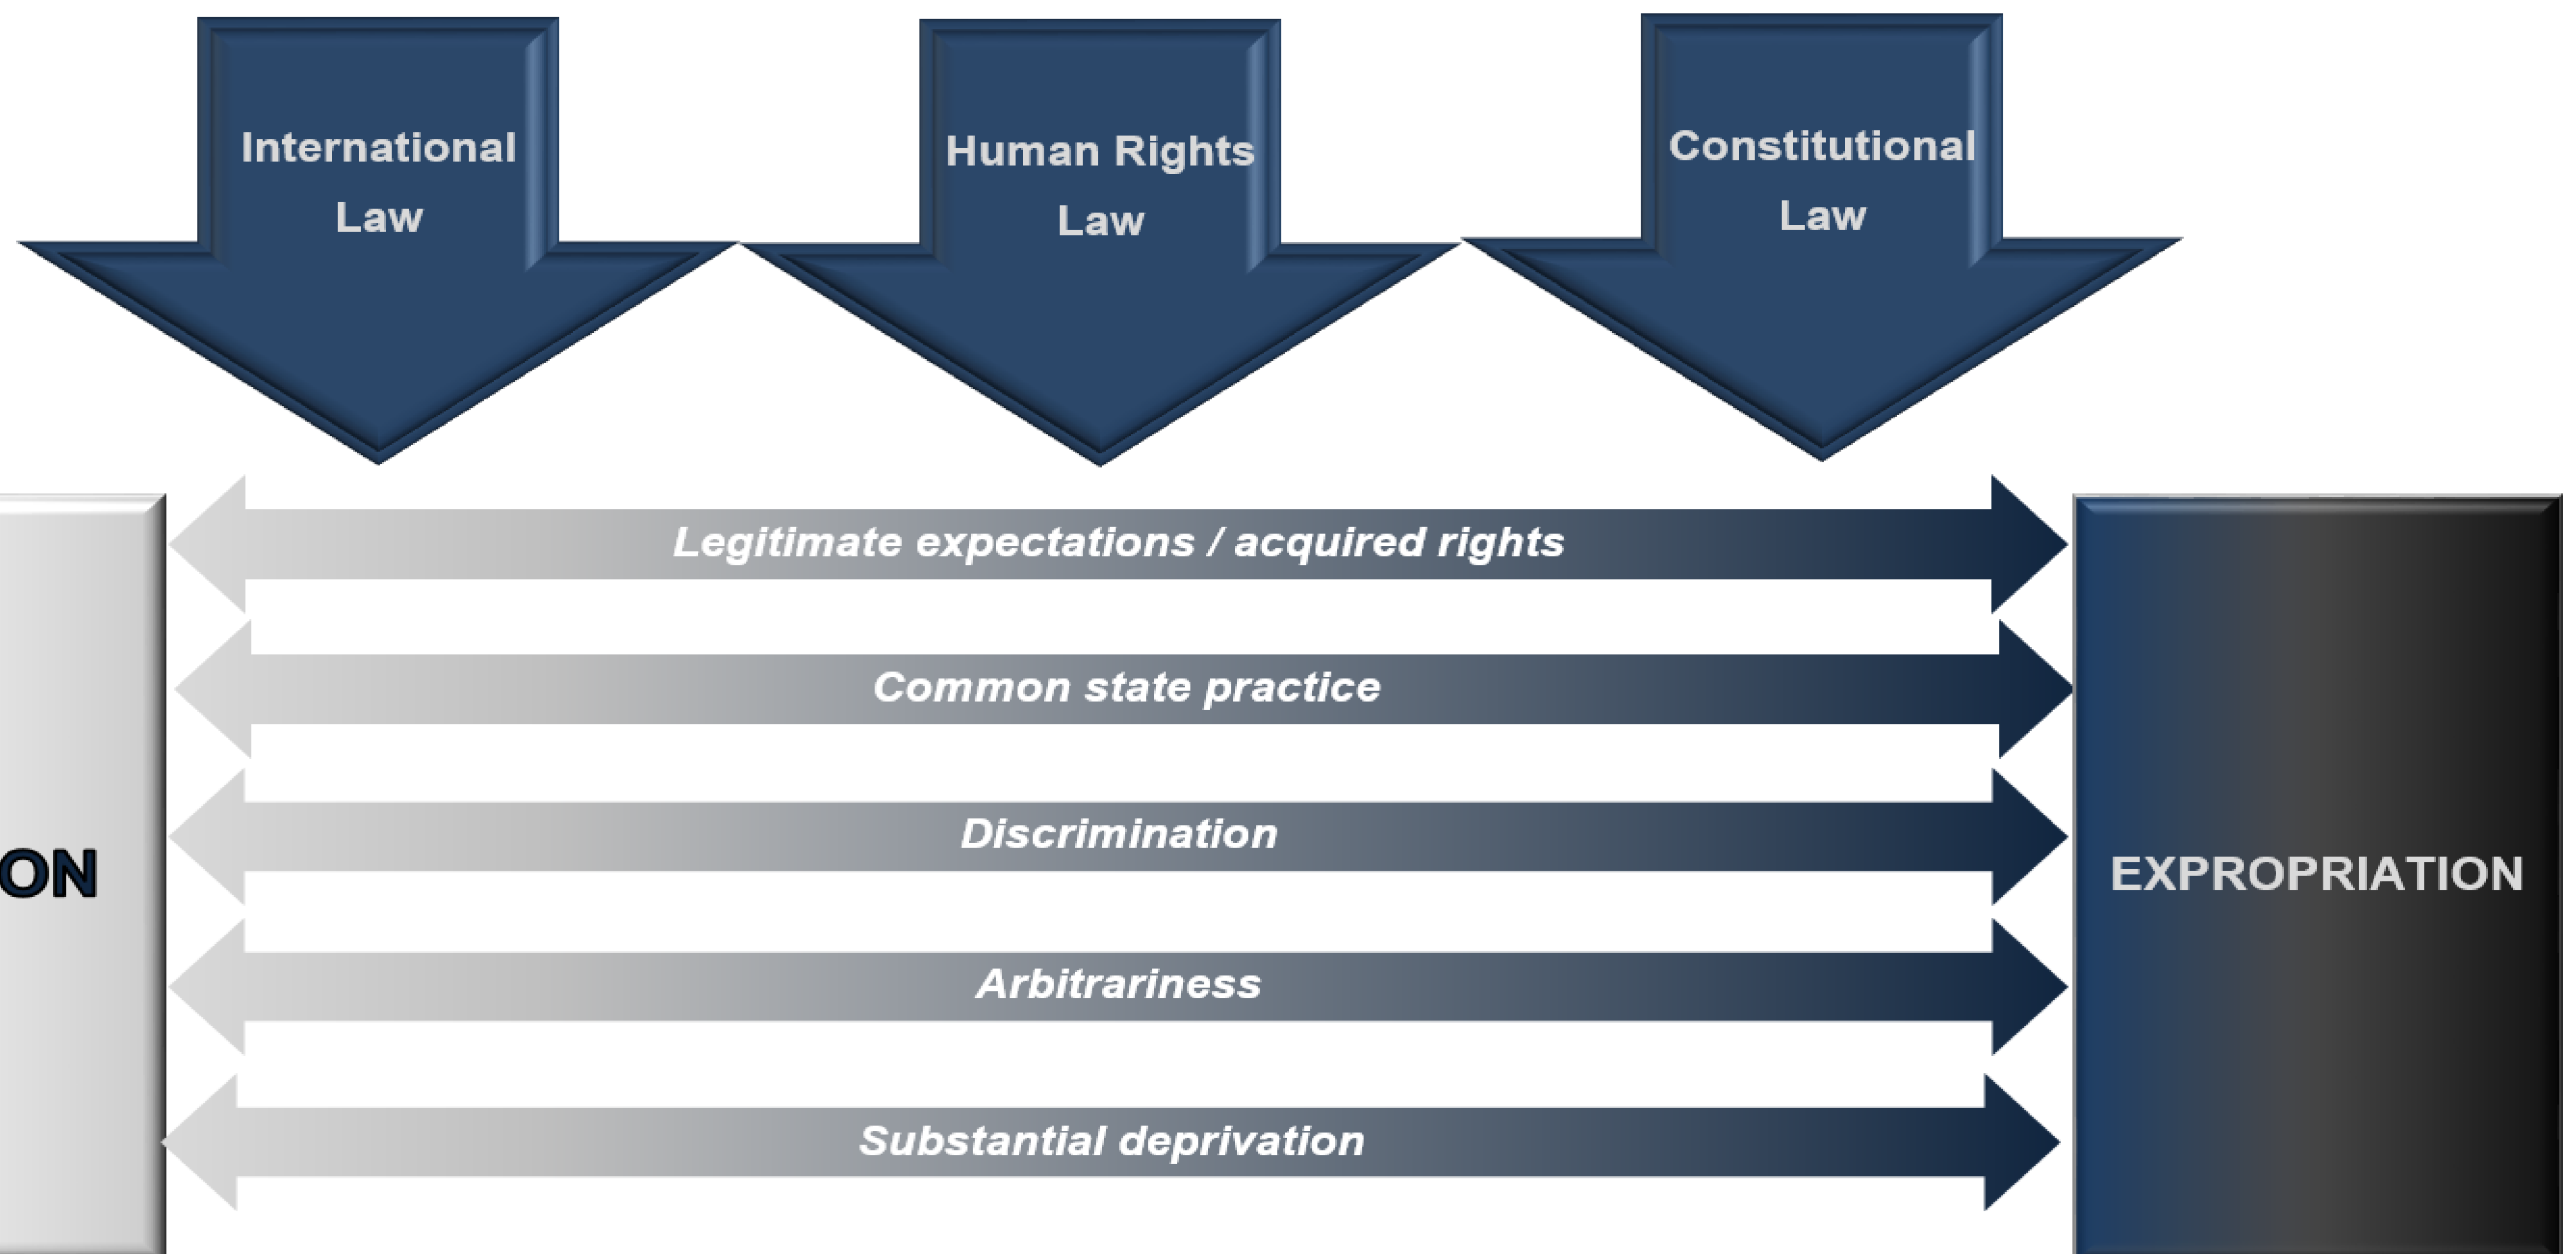 International
Law
Human Rights
Law
Constitutional
Law
Legitimate expectations / acquired rights
Common state practice
Discrimination
Arbitrariness
Substantial deprivation
ON
EXPROPRIATION